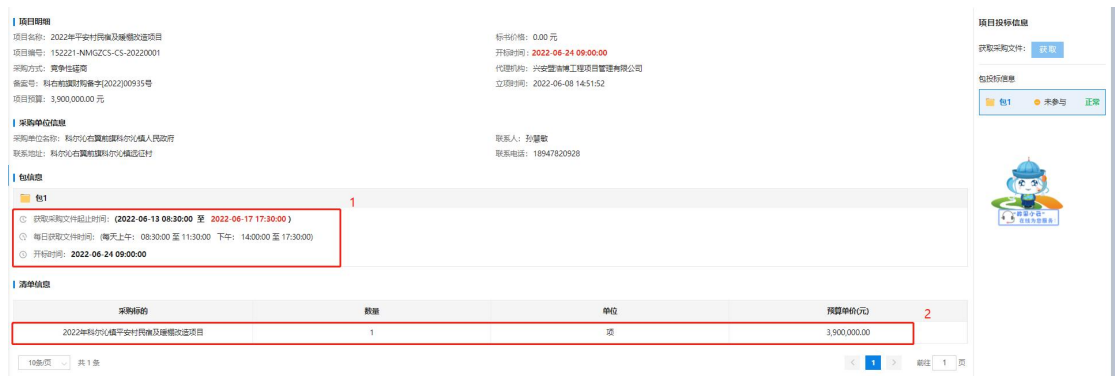 项目明细
项目名称：2022年平安村民宿及暖棚改造项目
标书价格：0.00 元
项目编号：152221-NMGZCS-CS-20220001
开标时间：2022-06-24 09:00:00
采购方式：竞争性磋商
代理机构：兴安盟洁博工程项目管理有限公司
备案号：科右前旗财购备字[2022]00935号
立项时间：2022-06-08 14:51:52
项目预算：3,900,000.00 元
采购单位信息
采购单位名称：科尔沁右翼前旗科尔沁镇人民政府
联系人：孙慧敏
联系地址：科尔沁右翼前旗科尔沁镇远征村
联系电话：18947820928
包信息
包1
1
获取采购文件起止时间：(2022-06-13 08:30:00 至 2022-06-17 17:30:00 )
每日获取文件时间：(每天上午： 08:30:00 至 11:30:00 下午： 14:00:00 至 17:30:00)
开标时间：2022-06-24 09:00:00
清单信息
采购标的 数量 单位 预算单价(元)
2
2022年科尔沁镇平安村民宿及暖棚改造项目 1 项 3,900,000.00
10条/页 共 1 条
< 1 > 前往 1 页
项目投标信息
获取采购文件： 获取
包投标信息
包1 未参与 正常
在线为您服务